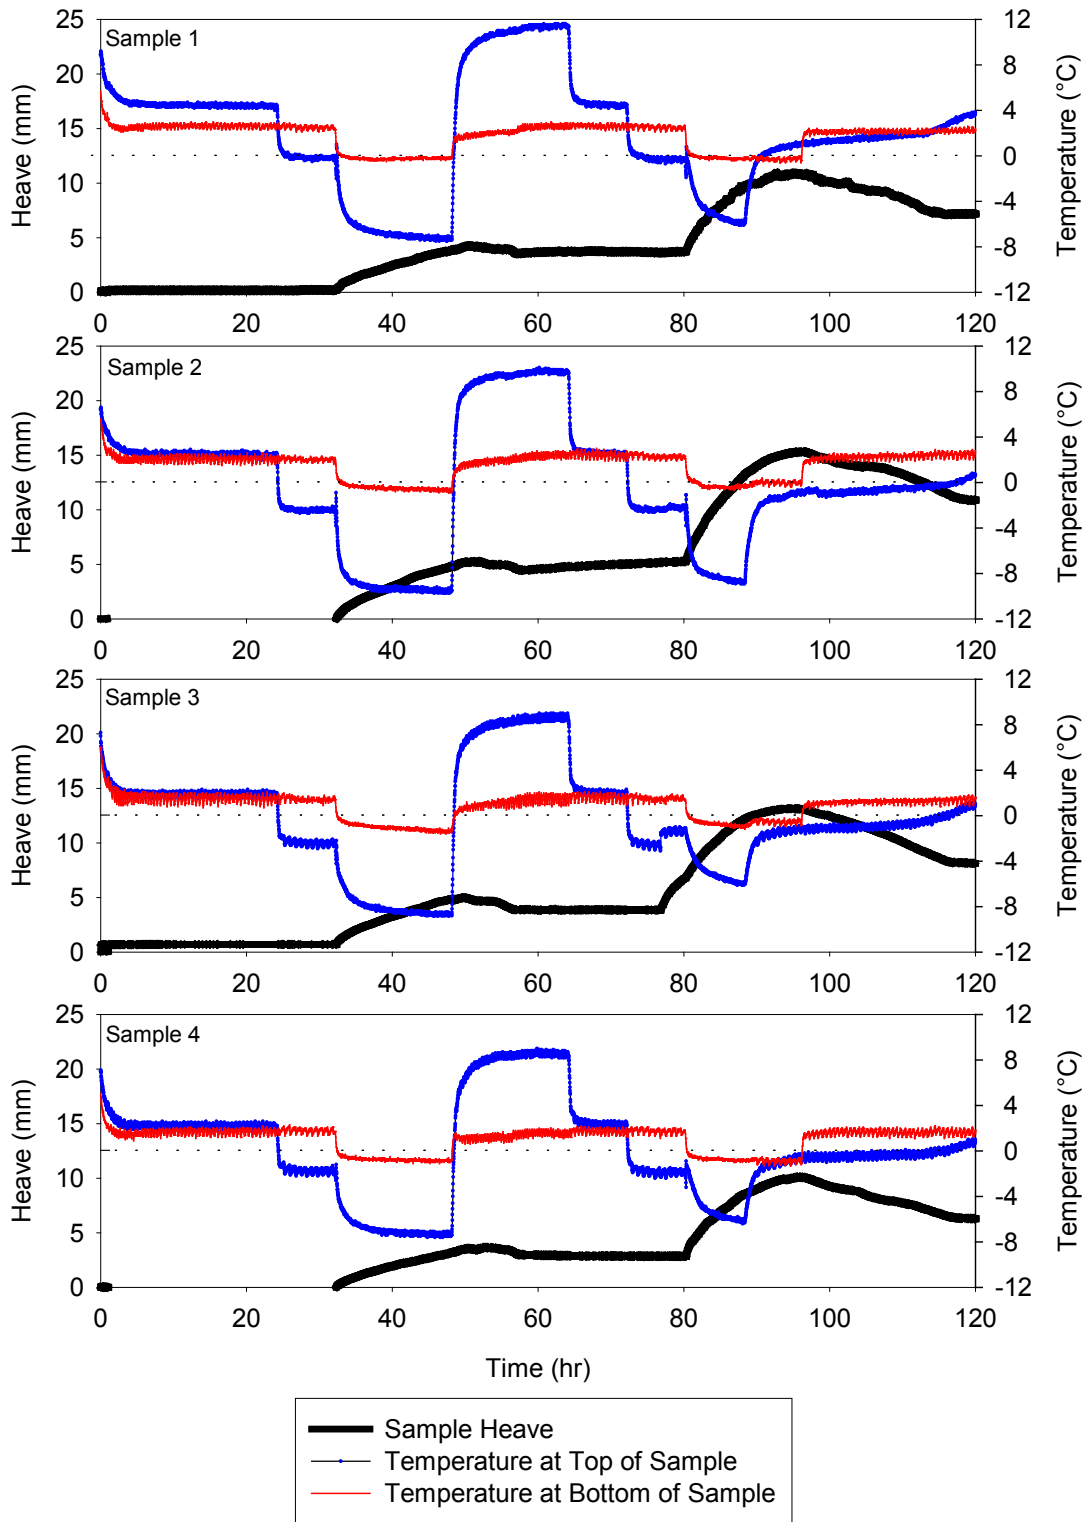 Sample 1
Heave (mm)
Temperature (°C)
25
20
15
10
5
0
12
8
4
0
-4
-8
-12
0 20 40 60 80 100 120
Sample 2
Heave (mm)
Temperature (°C)
25
20
15
10
5
0
12
8
4
0
-4
-8
-12
0 20 40 60 80 100 120
Sample 3
Heave (mm)
Temperature (°C)
25
20
15
10
5
0
12
8
4
0
-4
-8
-12
0 20 40 60 80 100 120
Sample 4
Heave (mm)
Temperature (°C)
25
20
15
10
5
0
12
8
4
0
-4
-8
-12
0 20 40 60 80 100 120
Time (hr)
Sample Heave
Temperature at Top of Sample
Temperature at Bottom of Sample